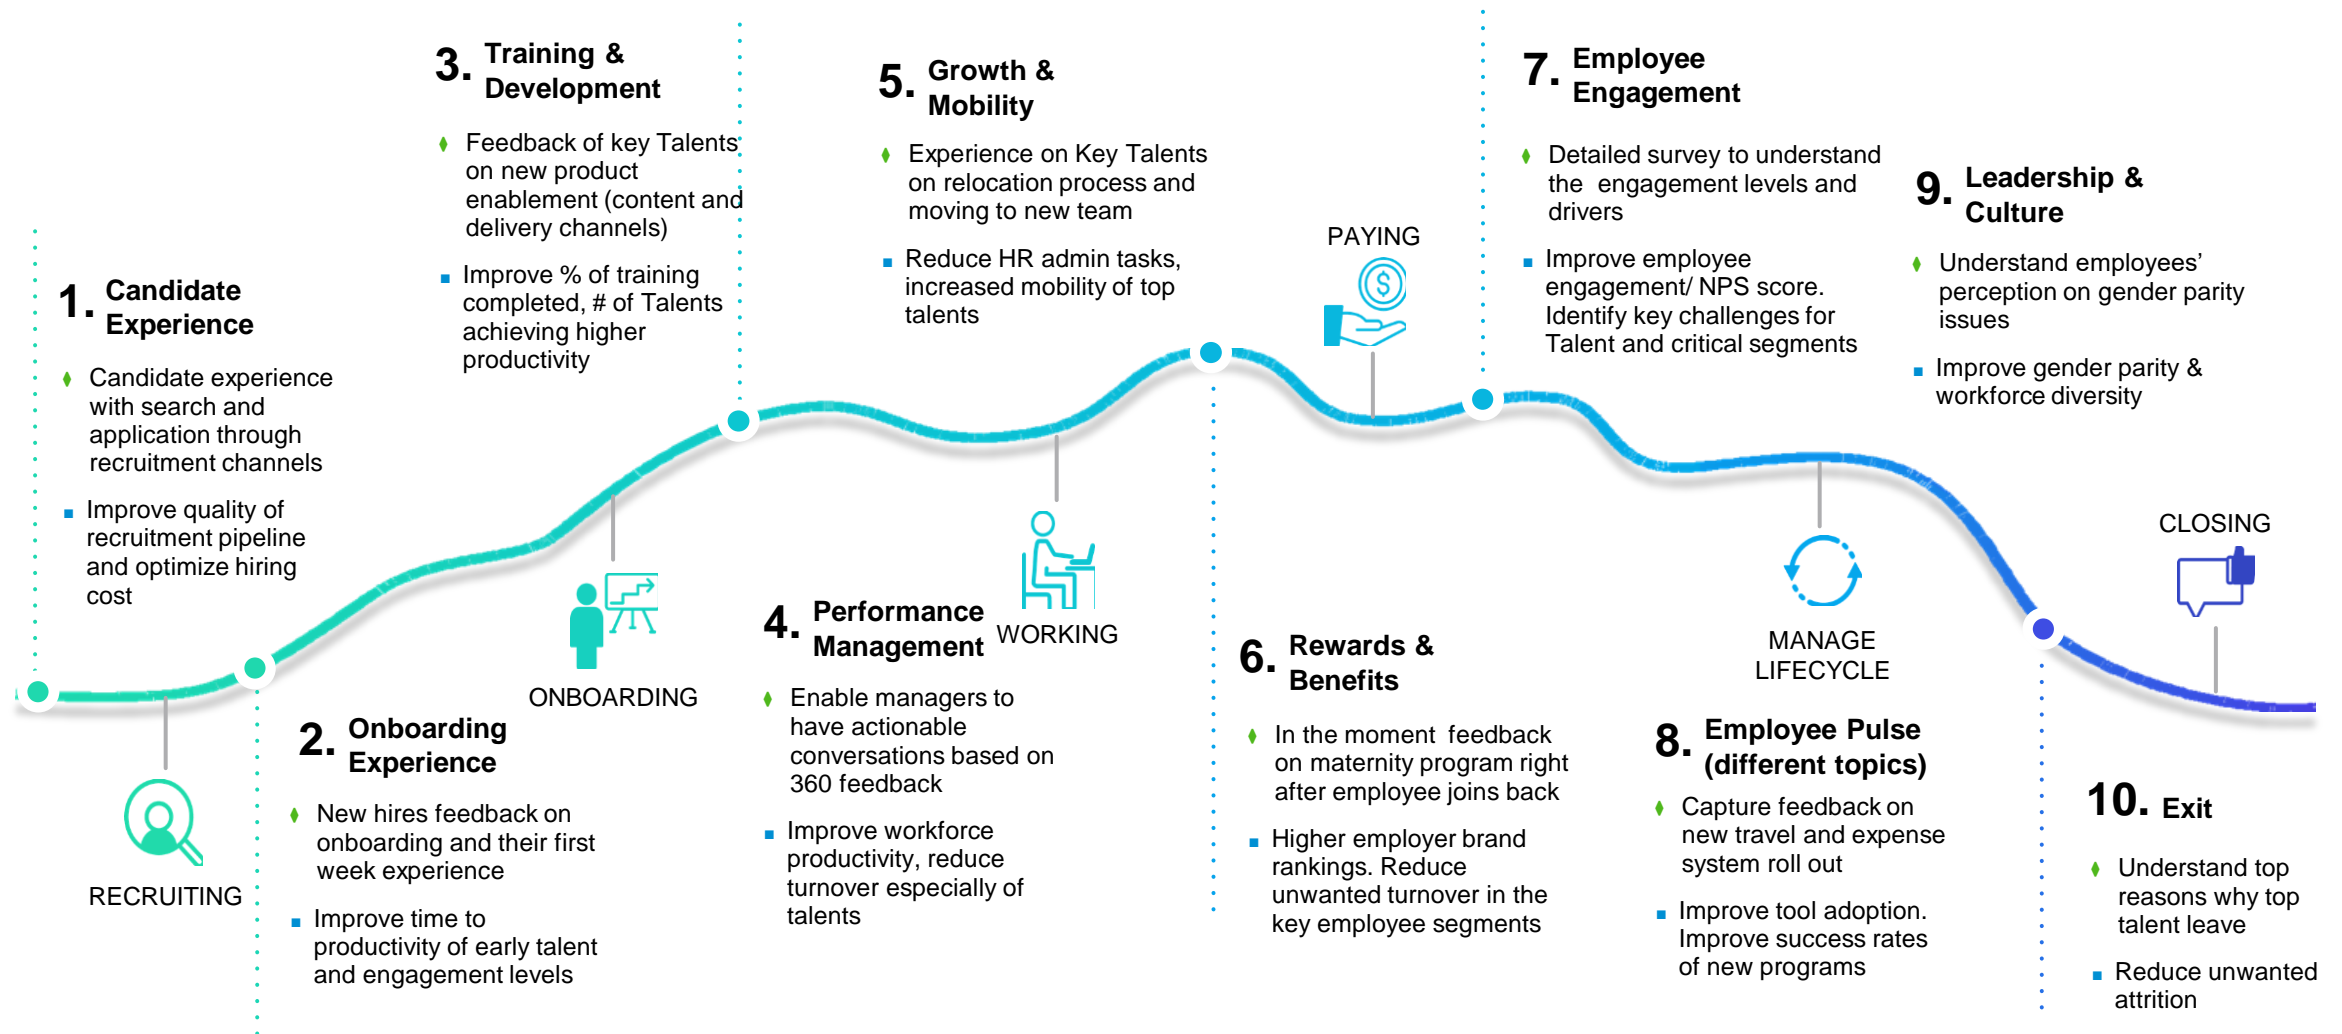 1. Candidate
Experience
Candidate experience
with search and
application through
recruitment channels
Improve quality of
recruitment pipeline
and optimize hiring
cost
RECRUITING
2. Onboarding
Experience
New hires feedback on
onboarding and their first
week experience
Improve time to
productivity of early talent
and engagement levels
3. Training &
Development
Feedback of key Talents
on new product
enablement (content and
delivery channels)
Improve % of training
completed, # of Talents
achieving higher
productivity
ONBOARDING
4. Performance
Management
Enable managers to
have actionable
conversations based on
360 feedback
Improve workforce
productivity, reduce
turnover especially of
talents
WORKING
5. Growth &
Mobility
Experience on Key Talents
on relocation process and
moving to new team
Reduce HR admin tasks,
increased mobility of top
talents
PAYING
6. Rewards &
Benefits
In the moment feedback
on maternity program right
after employee joins back
Higher employer brand
rankings. Reduce
unwanted turnover in the
key employee segments
7. Employee
Engagement
Detailed survey to understand
the engagement levels and
drivers
Improve employee
engagement/ NPS score.
Identify key challenges for
Talent and critical segments
MANAGE
LIFECYCLE
8. Employee Pulse
(different topics)
Capture feedback on
new travel and expense
system roll out
Improve tool adoption.
Improve success rates
of new programs
9. Leadership &
Culture
Understand employees’
perception on gender parity
issues
Improve gender parity &
workforce diversity
CLOSING
10. Exit
Understand top
reasons why top
talent leave
Reduce unwanted
attrition